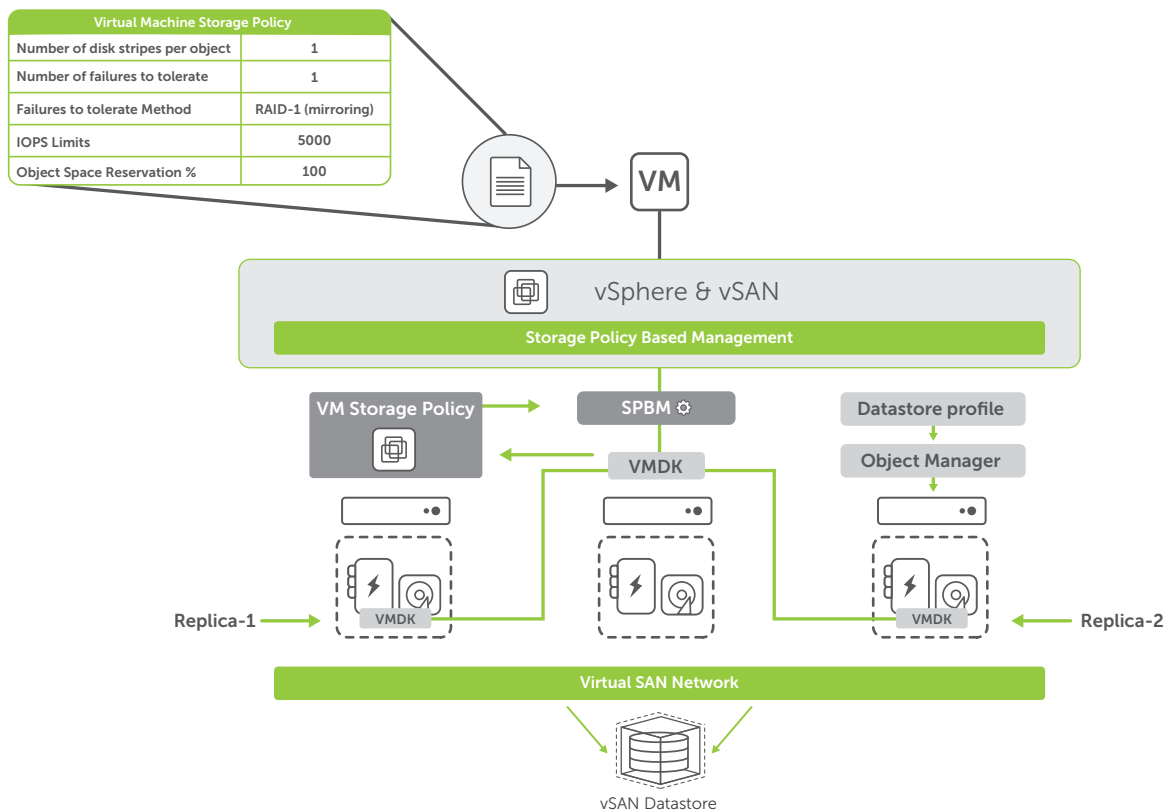 Virtual Machine Storage Policy
Number of disk stripes per object 1
Number of failures to tolerate 1
Failures to tolerate Method RAID-1 (mirroring)
IOPS Limits 5000
Object Space Reservation % 100
VM
vSphere & vSAN
Storage Policy Based Management
VM Storage Policy
SPBM
Datastore profile
VMDK
Object Manager
Replica-1
VMDK
VMDK
Replica-2
Virtual SAN Network
vSAN Datastore